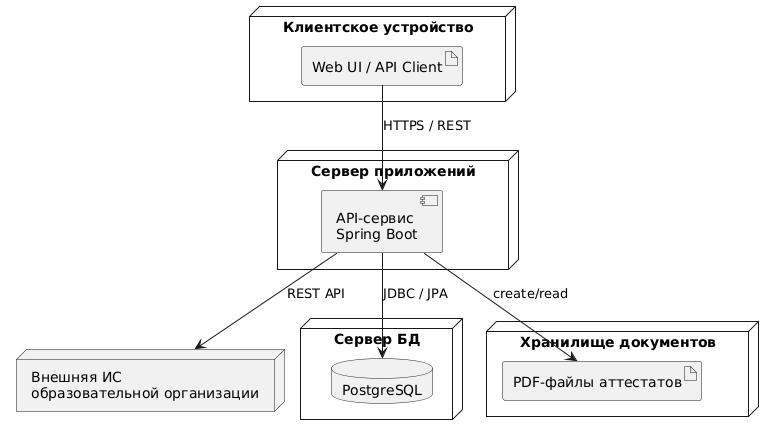 Клиентское устройство
Web UI / API Client
HTTPS / REST
Сервер приложений
API-сервис
Spring Boot
REST API
JDBC / JPA
create/read
Внешняя ИС
образовательной организации
Сервер БД
PostgreSQL
Хранилище документов
PDF-файлы аттестатов